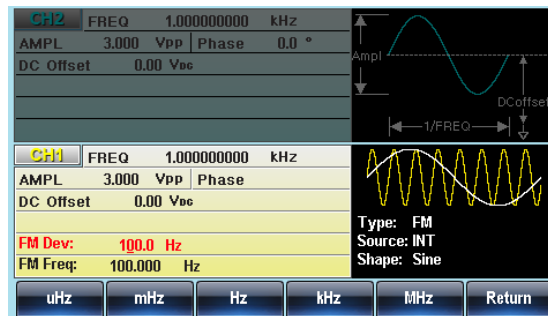 CH2 FREQ 1.000000000 kHz
AMPL 3.000 Vpp Phase 0.0 °
DC Offset 0.00 VDC
Ampl
DCoffset
1/FREQ
CH1 FREQ 1.000000000 kHz
AMPL 3.000 Vpp Phase
DC Offset 0.00 VDC
FM Dev: 100.0 Hz
FM Freq: 100.000 Hz
Type: FM
Source: INT
Shape: Sine
uHz mHz Hz kHz MHz Return